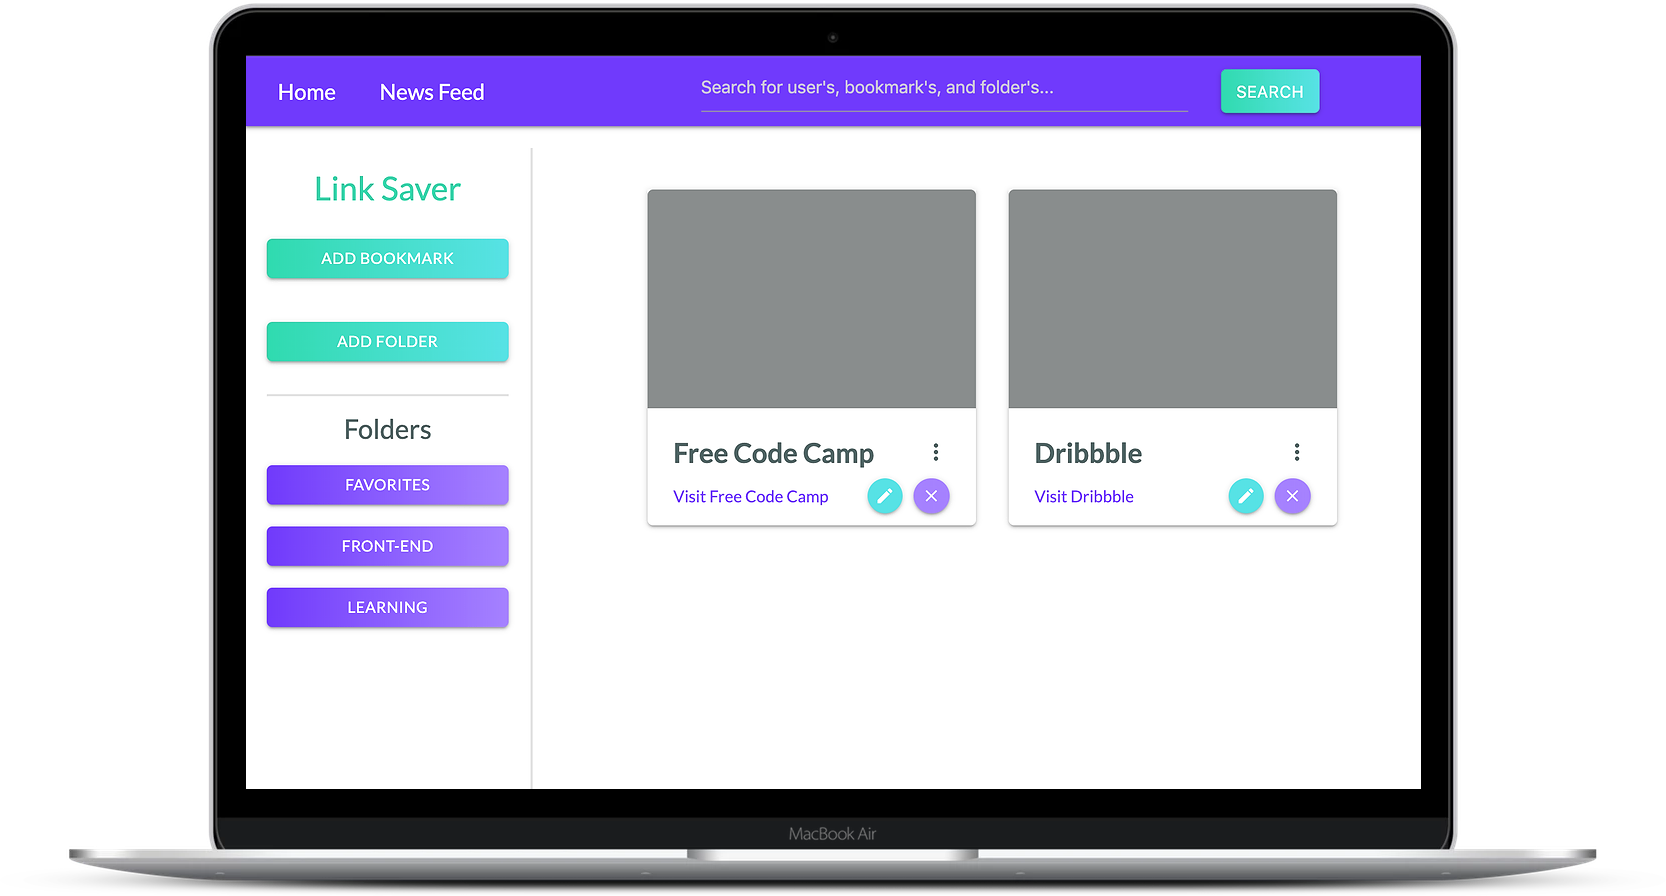 Home
News Feed
Search for user's, bookmark's, and folder's...
SEARCH
Link Saver
ADD BOOKMARK
ADD FOLDER
Folders
FAVORITES
FRONT-END
LEARNING
Free Code Camp
Visit Free Code Camp
Dribbble
Visit Dribbble
MacBook Air